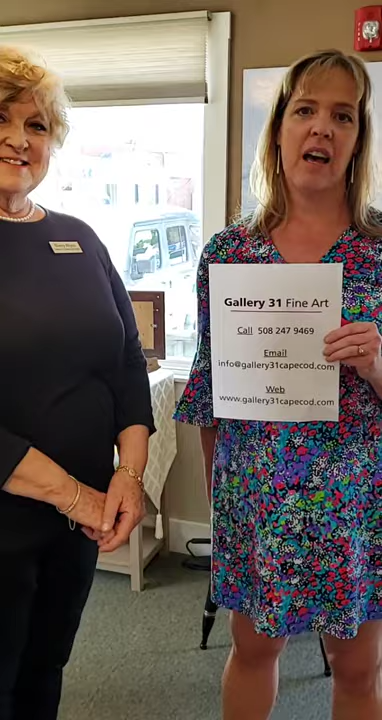 Gallery 31 Fine Art
Call 508 247 9469
Email
info@gallery31capecod.com
Web
www.gallery31capecod.com